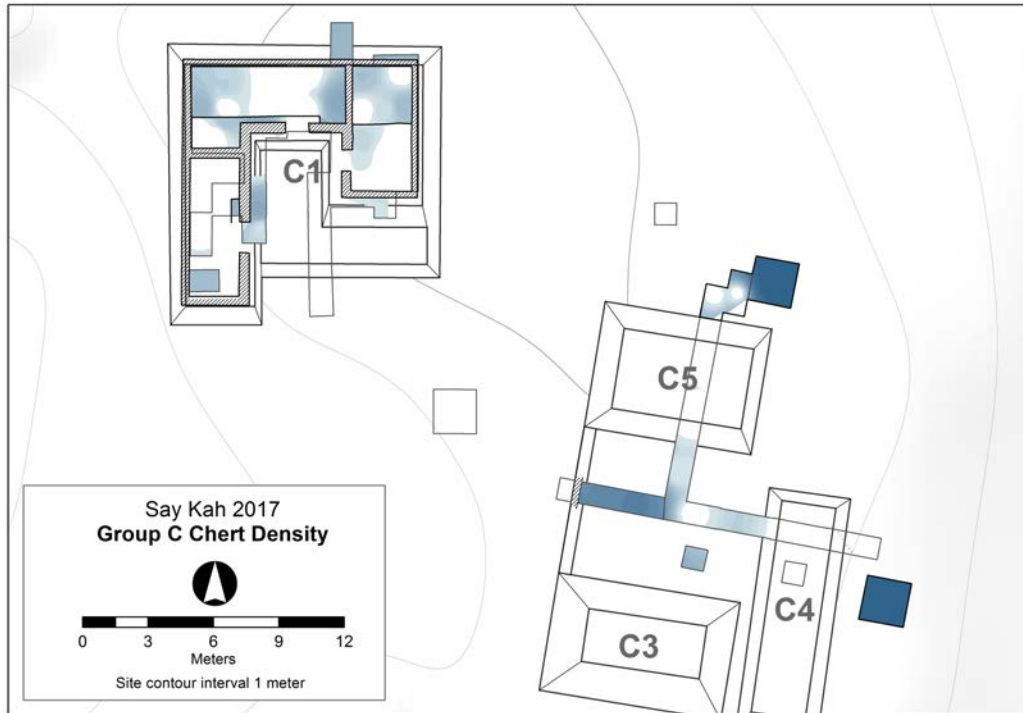 C1
C5
C4
C3
Say Kah 2017
Group C Chert Density
0 3 6 9 12
Meters
Site contour interval 1 meter